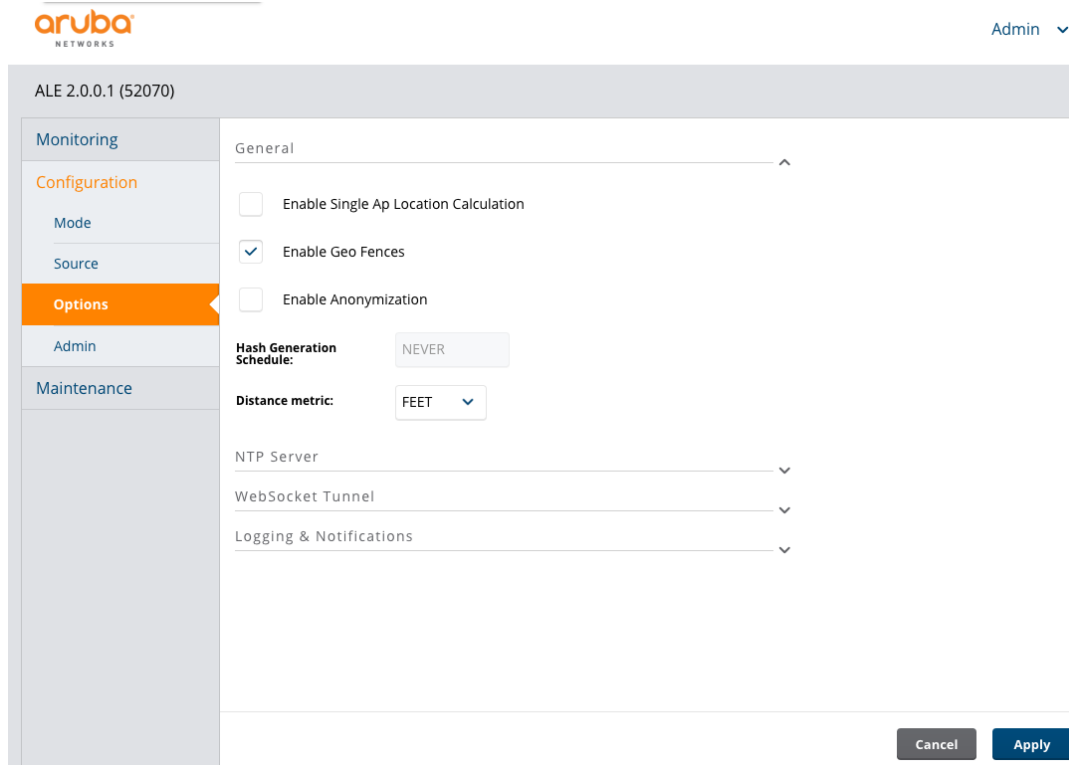 aruba
NETWORKS
Admin
ALE 2.0.0.1 (52070)
Monitoring
Configuration
Mode
Source
Options
Admin
Maintenance
General
Enable Single Ap Location Calculation
Enable Geo Fences
Enable Anonymization
Hash Generation
Schedule:
NEVER
Distance metric:
FEET
NTP Server
WebSocket Tunnel
Logging & Notifications
Cancel
Apply